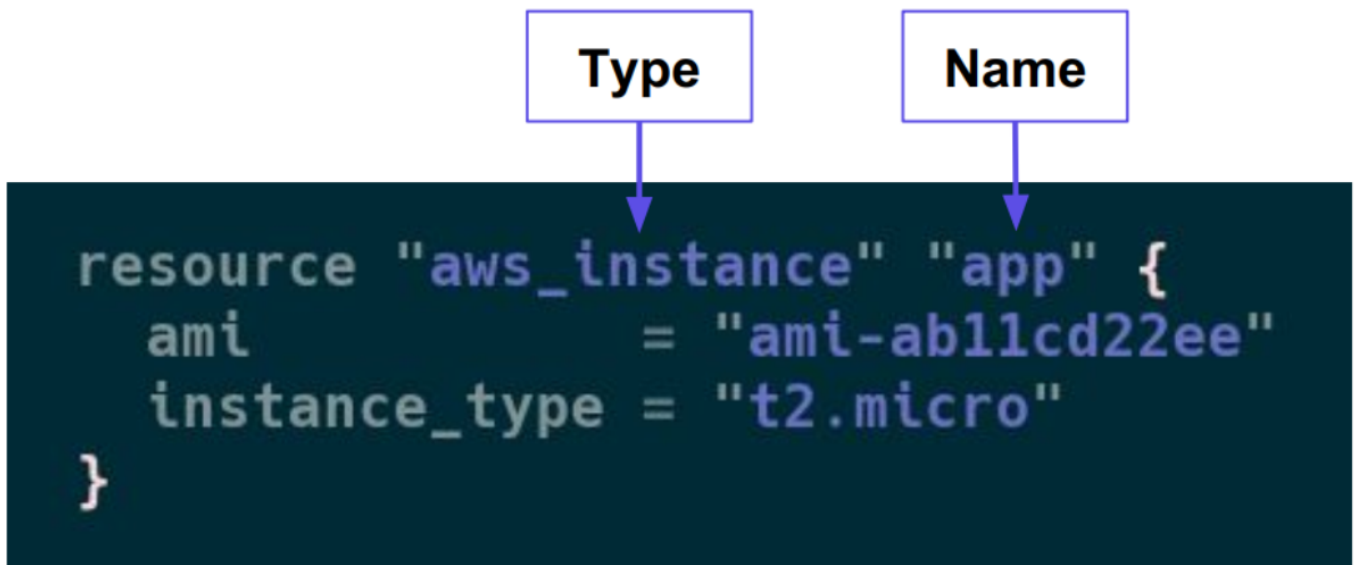 Type
Name
resource "aws_instance" "app" {
  ami            = "ami-ab11cd22ee"
  instance_type = "t2.micro"
}